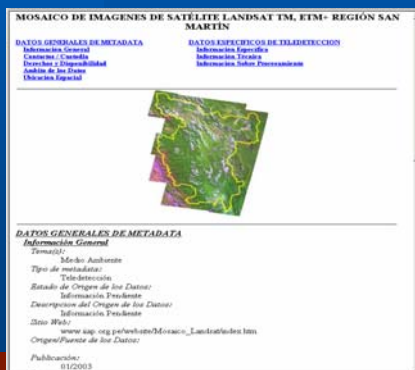 MOSAICO DE IMAGENES DE SATÉLITE LANDSAT TM, ETM+ REGIÓN SAN
MARTÍN
DATOS GENERALES DE METADATA
Información General
Contactos / Custodia
Derechos y Disponibilidad
Ambito de los Datos
Ubicación Espacial
DATOS ESPECIFICOS DE TELEDETECCION
Información Especifica
Información Técnica
Información Sobre Procesamiento
DATOS GENERALES DE METADATA
Información General
Tema(s):
Medio Ambiente
Tipo de metadata:
Teledetección
Estado de Origen de los Datos:
Información Pendiente
Descripcion del Origen de los Datos:
Información Pendiente
Sitio Web:
www.iiap.org.pe/website/Mosaico_Landsat/index.htm
Origen/Fuente de los Datos:
Publicación:
01/2003